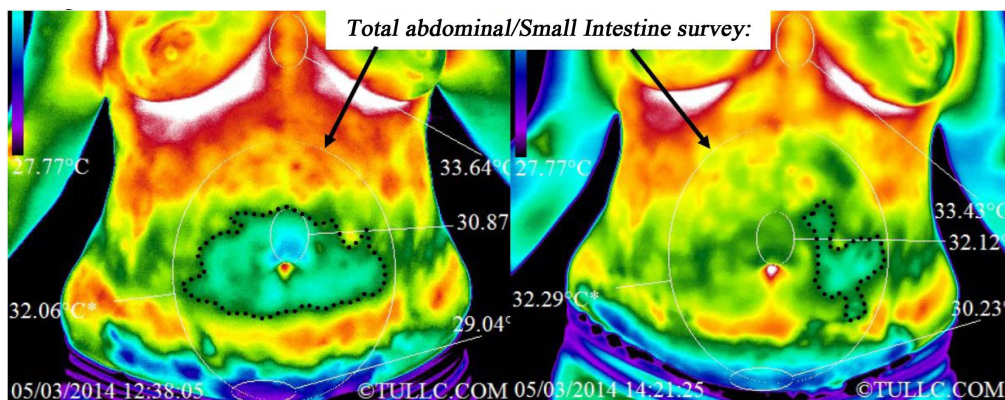 Total abdominal/Small Intestine survey:
27.77°C
33.64°C
30.87
32.06°C*
29.04°
05/03/2014 12:38:05
©TULLC.COM
27.77°C
33.43°C
32.12°
32.29°C*
30.23°
05/03/2014 14:21:25
©TULLC.COM